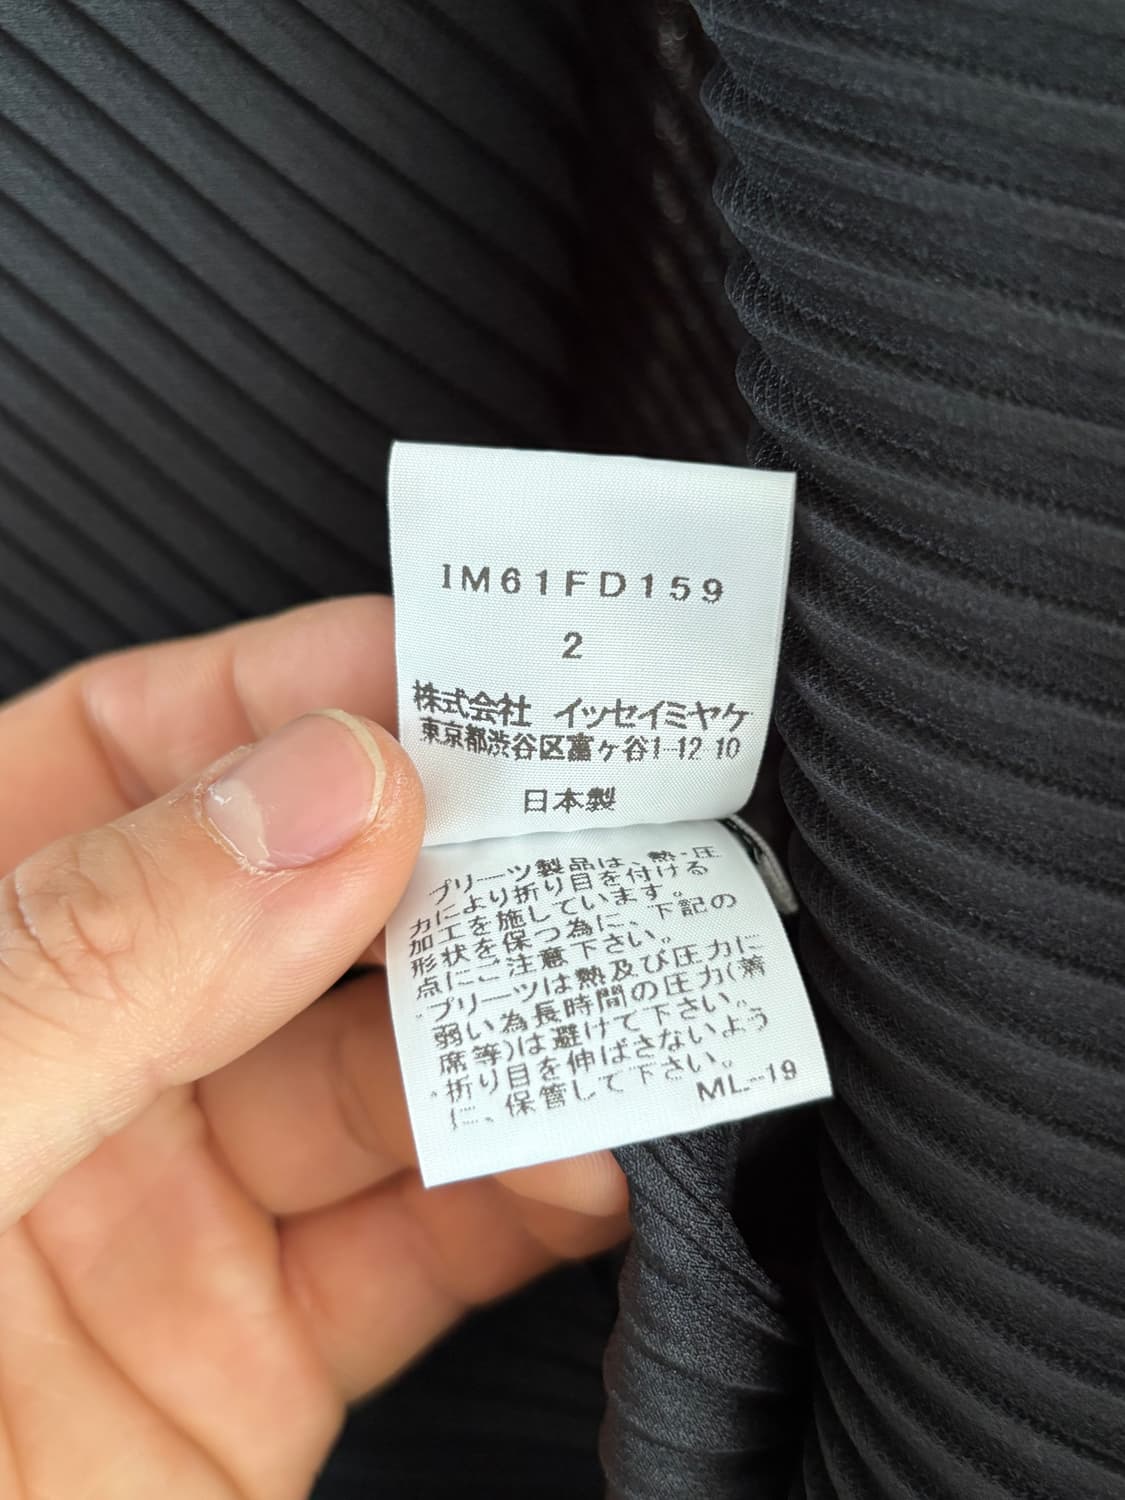 IM61FD159
2
株式会社 イッセイミヤケ
東京都渋谷区富ヶ谷1-12-10
日本製
プリーツ製品は、熱・圧
力により折り目を付ける
加工を施しています。
形状を保つ為に、下記の
点にご注意下さい。
・プリーツは熱及び圧力に
弱い為長時間の圧力(着
席等)は避けて下さい。
・折り目を伸ばさないよう
に、保管して下さい。
ML-19